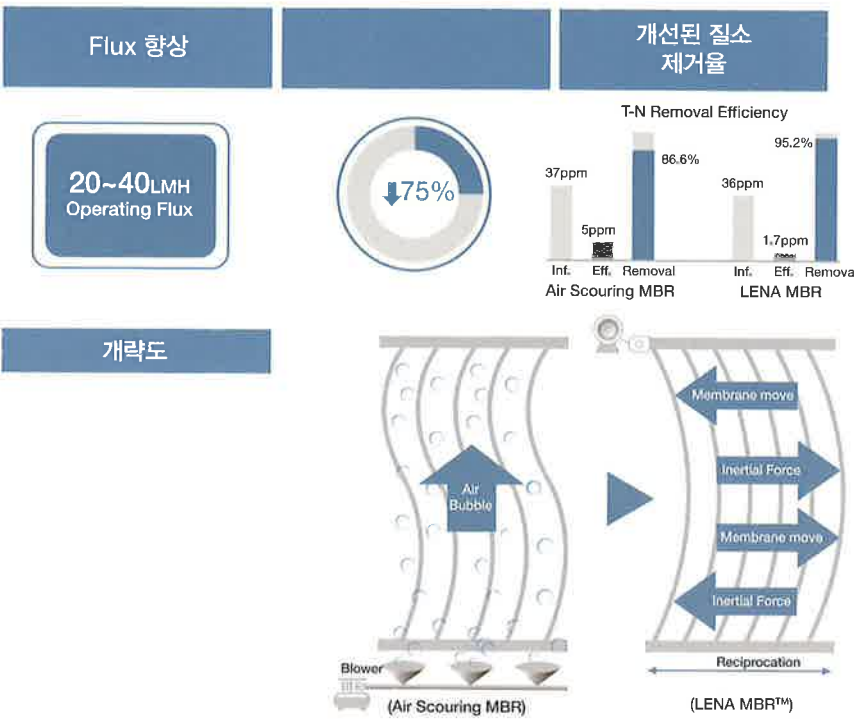 Flux 향상
개선된 질소
제거율
20~40LMH
Operating Flux
75%
T-N Removal Efficiency
37ppm
5ppm
86.6%
Inf.
Eff.
Removal
Air Scouring MBR
36ppm
1.7ppm
95.2%
Inf.
Eff.
Remova
LENA MBR
개략도
Air
Bubble
Blower
(Air Scouring MBR)
Membrane move
Inertial Force
Membrane move
Inertial Force
Reciprocation
(LENA MBR™)